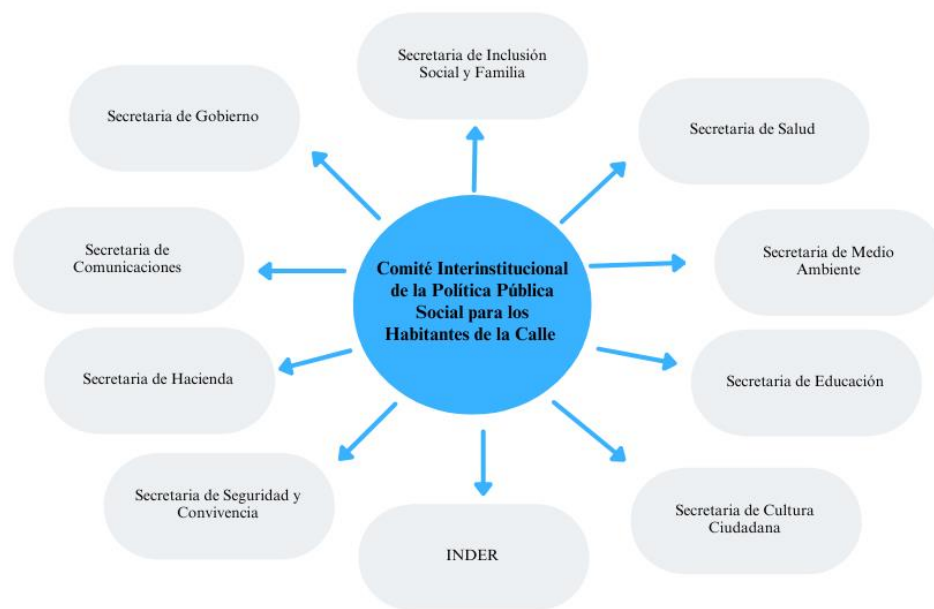 Secretaria de Inclusión
Social y Familia
Secretaria de Gobierno
Secretaria de Salud
Secretaria de
Comunicaciones
Comité Interinstitucional
de la Política Pública
Social para los
Habitantes de la Calle
Secretaria de Medio
Ambiente
Secretaria de Hacienda
Secretaria de Educación
Secretaria de Seguridad y
Convivencia
INDER
Secretaria de Cultura
Ciudadana